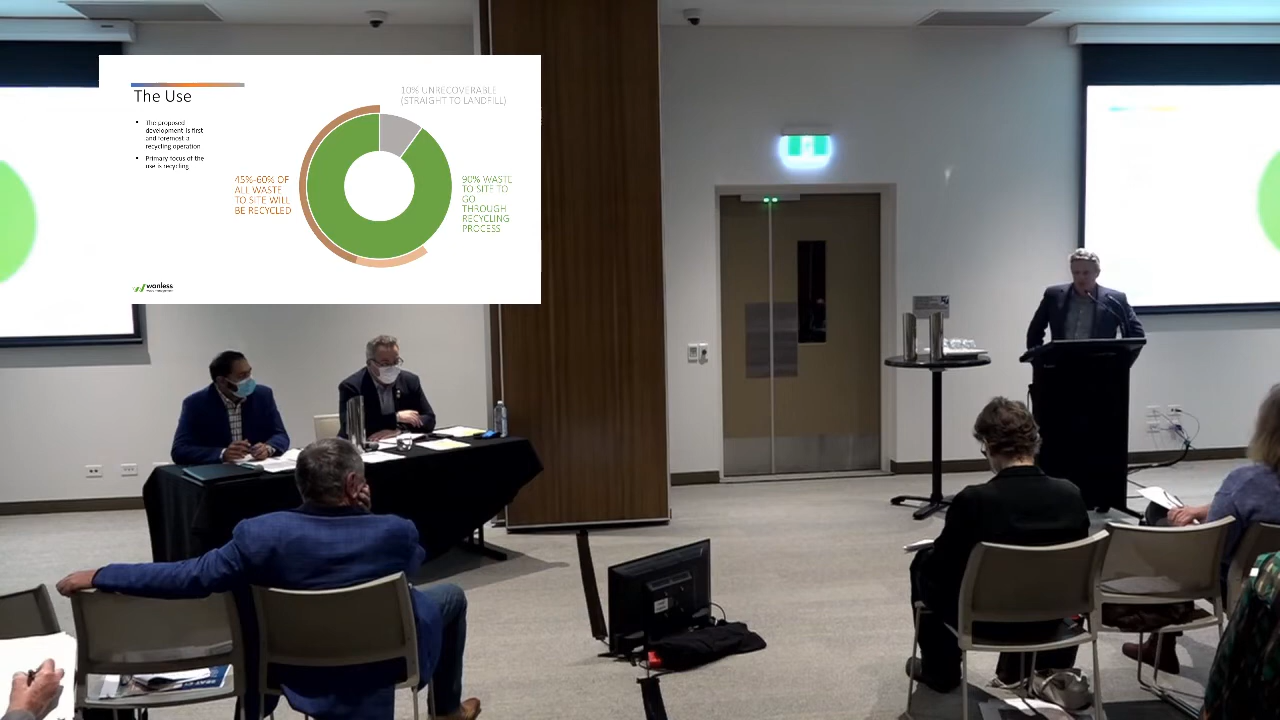 The Use
10% UNRECOVERABLE
(STRAIGHT TO LANDFILL)
• The proposed
development is first
and foremost a
recycling operation
• Primary focus of the
use is recycling
45%-60% OF
ALL WASTE
TO SITE WILL
BE RECYCLED
90% WASTE
TO SITE TO
GO
THROUGH
RECYCLING
PROCESS
wanless